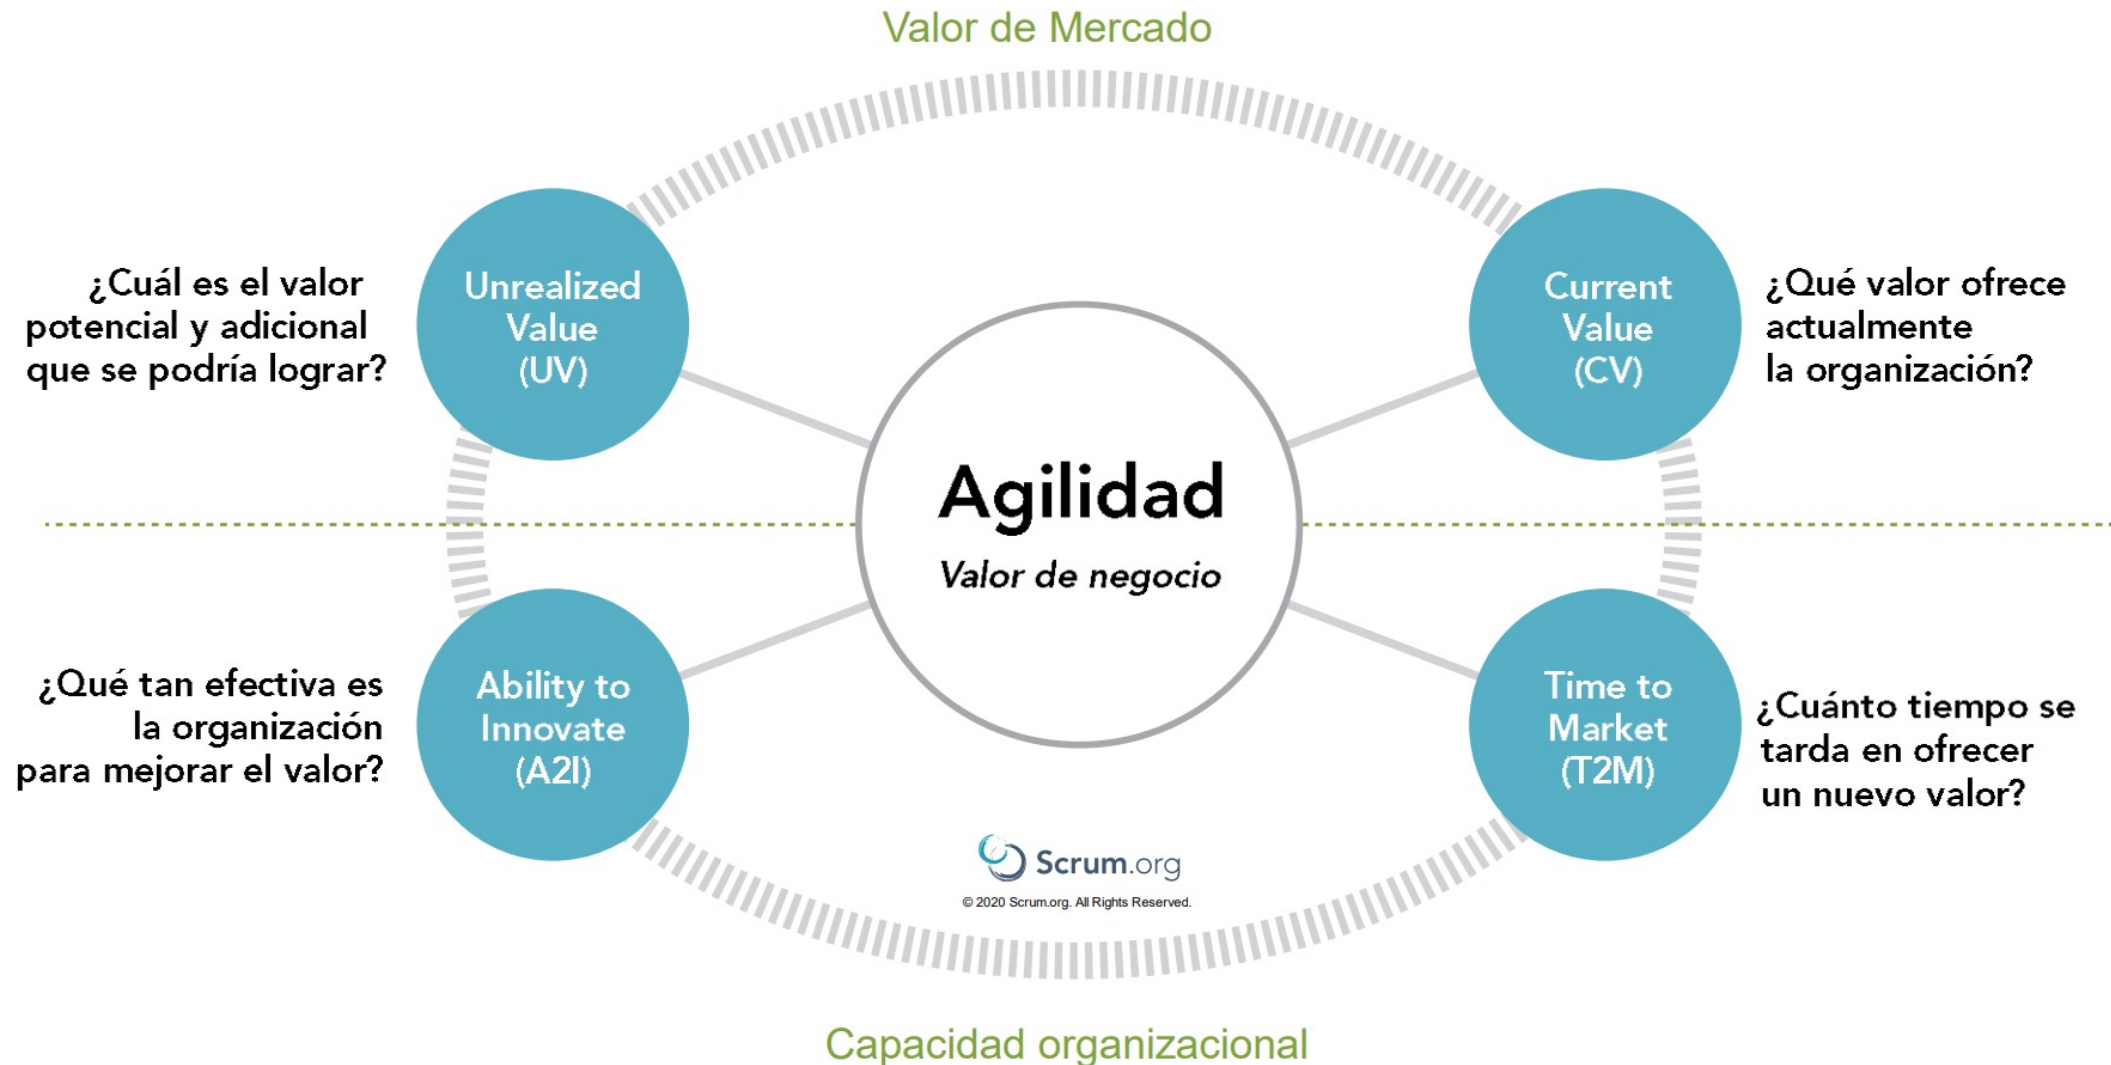 Valor de Mercado
¿Cuál es el valor
potencial y adicional
que se podría lograr?
Unrealized
Value
(UV)
Current
Value
(CV)
¿Qué valor ofrece
actualmente
la organización?
Agilidad
Valor de negocio
¿Qué tan efectiva es
la organización
para mejorar el valor?
Ability to
Innovate
(A2I)
Time to
Market
(T2M)
¿Cuánto tiempo se
tarda en ofrecer
un nuevo valor?
Scrum.org
© 2020 Scrum.org. All Rights Reserved.
Capacidad organizacional